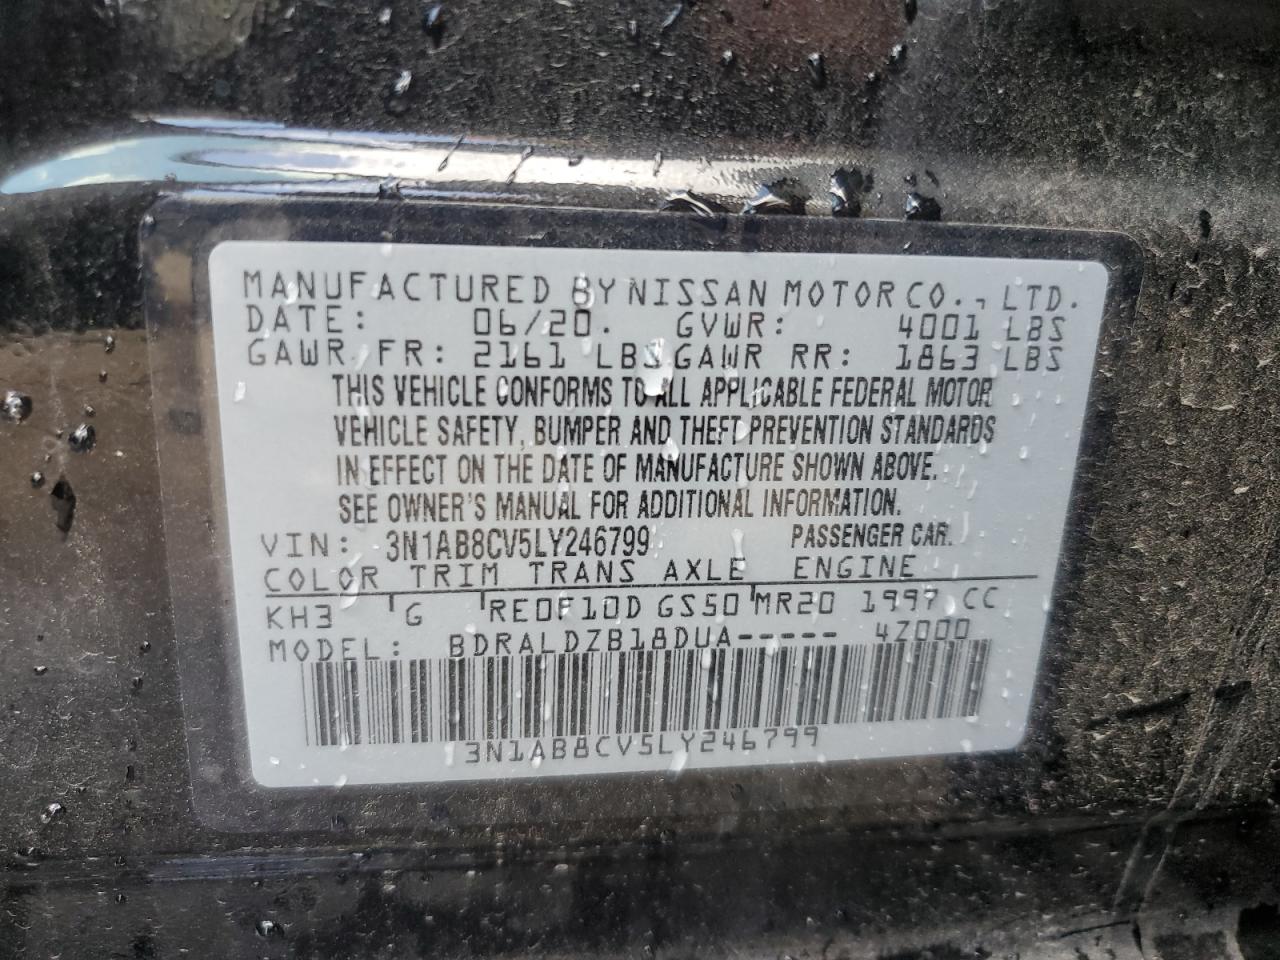 MANUFACTURED BY NISSAN MOTOR CO., LTD.
DATE: 06/20. GVWR: 4001 LBS
GAWR FR: 2161 LBS GAWR RR: 1863 LBS
THIS VEHICLE CONFORMS TO ALL APPLICABLE FEDERAL MOTOR
VEHICLE SAFETY, BUMPER AND THEFT PREVENTION STANDARDS
IN EFFECT ON THE DATE OF MANUFACTURE SHOWN ABOVE.
SEE OWNER'S MANUAL FOR ADDITIONAL INFORMATION.
VIN: 3N1AB8CV5LY246799 PASSENGER CAR.
COLOR TRIM TRANS AXLE ENGINE
KH3 G RE0F10D GS50 MR20 1997 CC
MODEL: BDRALDZB18DUA----- 4Z000
3N1AB8CV5LY246799